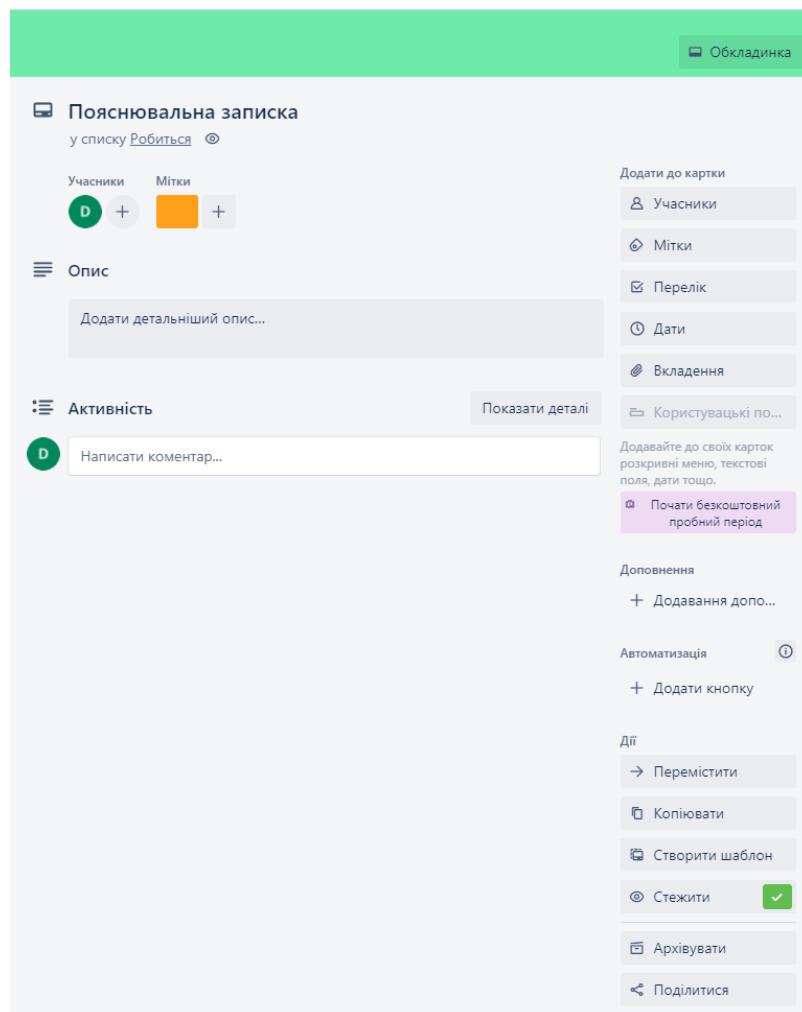 Обкладинка
Пояснювальна записка
у списку Робиться
Учасники Мітки
D
Опис
Додати детальніший опис...
Активність
Показати деталі
D
Написати коментар...
Додати до картки
Учасники
Мітки
Перелік
Дати
Вкладення
Користувацькі по...
Додавайте до своїх карток
розкривні меню, текстові
поля, дати тощо.
Почати безкоштовний
пробний період
Доповнення
+ Додавання допо...
Автоматизація
+ Додати кнопку
Дії
Перемістити
Копіювати
Створити шаблон
Стежити
Архівувати
Поділитися